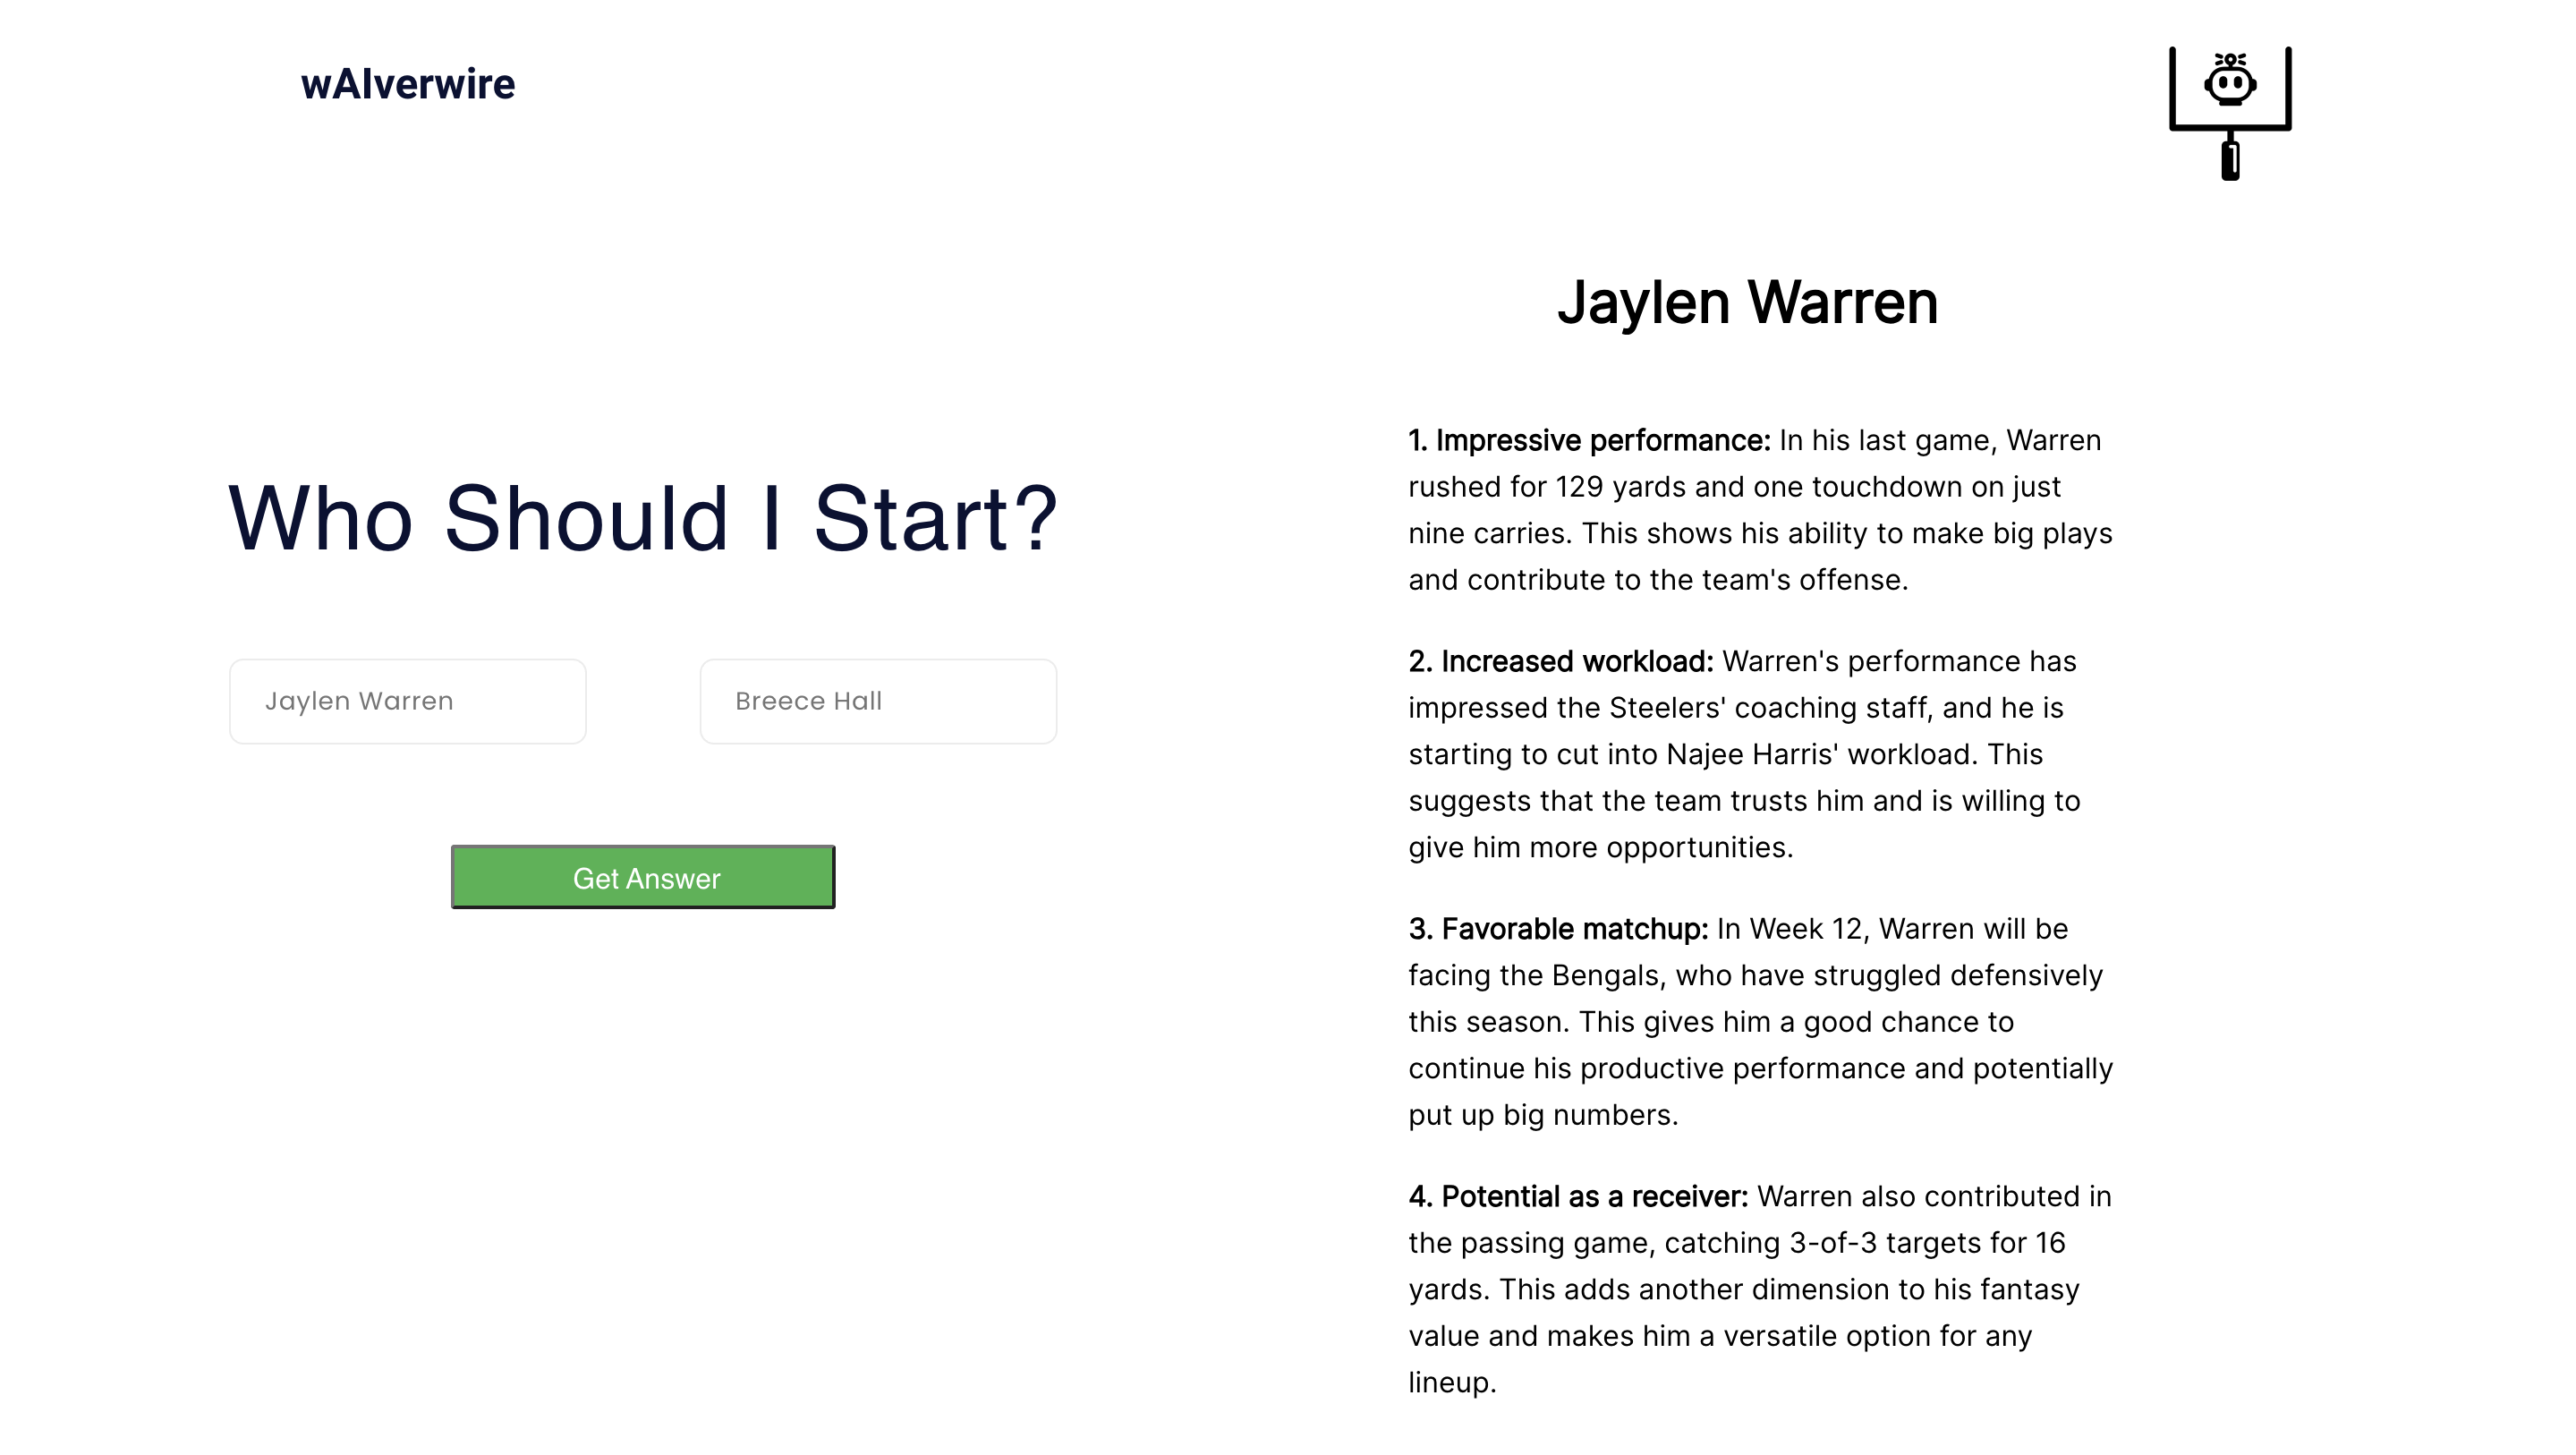 wAIverwire
Who Should I Start?
Jaylen Warren
Breece Hall
Get Answer
Jaylen Warren
1. Impressive performance: In his last game, Warren
rushed for 129 yards and one touchdown on just
nine carries. This shows his ability to make big plays
and contribute to the team's offense.
2. Increased workload: Warren's performance has
impressed the Steelers' coaching staff, and he is
starting to cut into Najee Harris' workload. This
suggests that the team trusts him and is willing to
give him more opportunities.
3. Favorable matchup: In Week 12, Warren will be
facing the Bengals, who have struggled defensively
this season. This gives him a good chance to
continue his productive performance and potentially
put up big numbers.
4. Potential as a receiver: Warren also contributed in
the passing game, catching 3-of-3 targets for 16
yards. This adds another dimension to his fantasy
value and makes him a versatile option for any
lineup.